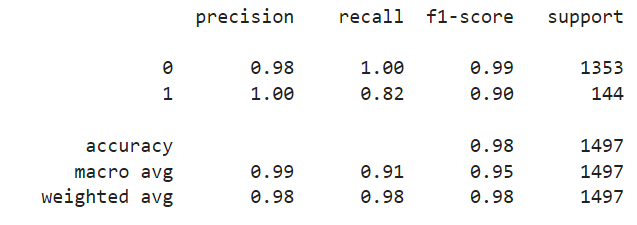 precision recall f1-score support
0 0.98 1.00 0.99 1353
1 1.00 0.82 0.90 144
accuracy 0.98 1497
macro avg 0.99 0.91 0.95 1497
weighted avg 0.98 0.98 0.98 1497